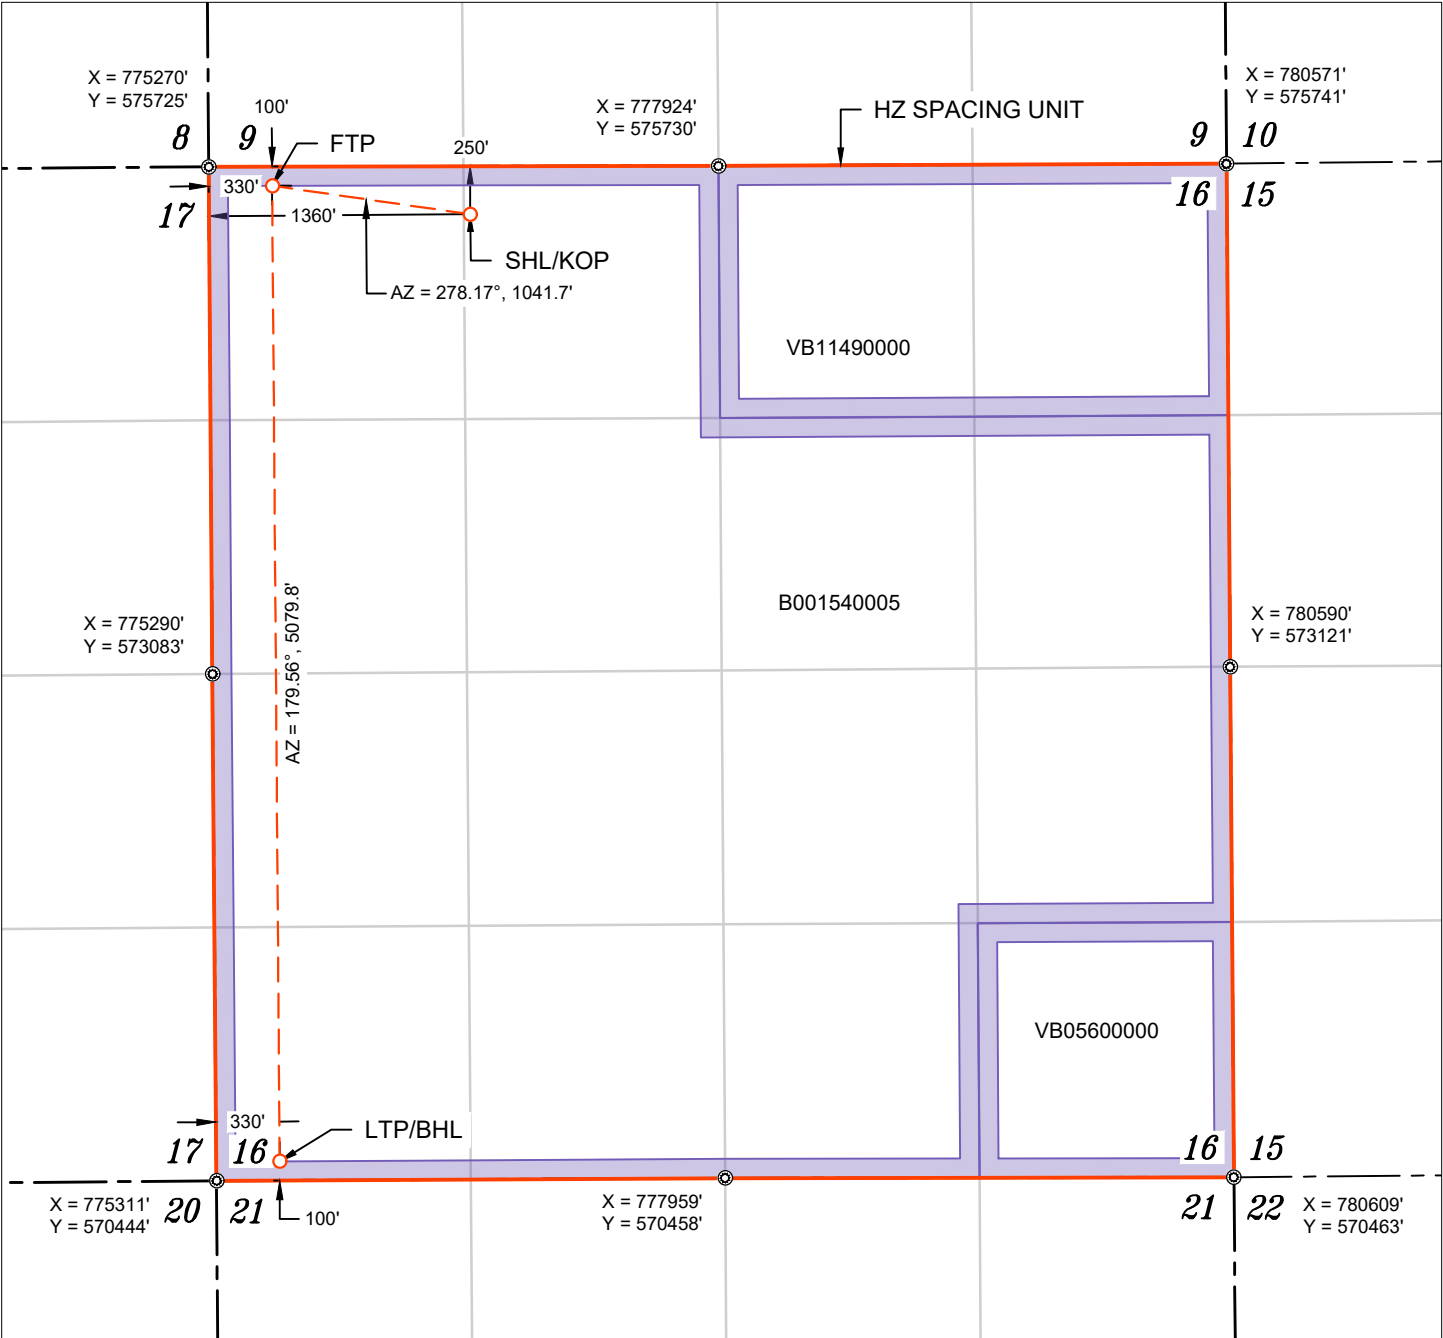 X = 775270'
Y = 575725'
100'
X = 777924'
Y = 575730'
HZ SPACING UNIT
X = 780571'
Y = 575741'
8 9
FTP
250'
9 10
330'
16 15
17
1360'
SHL/KOP
AZ = 278.17°, 1041.7'
VB11490000
B001540005
AZ = 179.56°, 5079.8'
X = 775290'
Y = 573083'
X = 780590'
Y = 573121'
VB05600000
330'
LTP/BHL
17 16
16 15
X = 775311'
Y = 570444'
20 21
100'
X = 777959'
Y = 570458'
21 22
X = 780609'
Y = 570463'